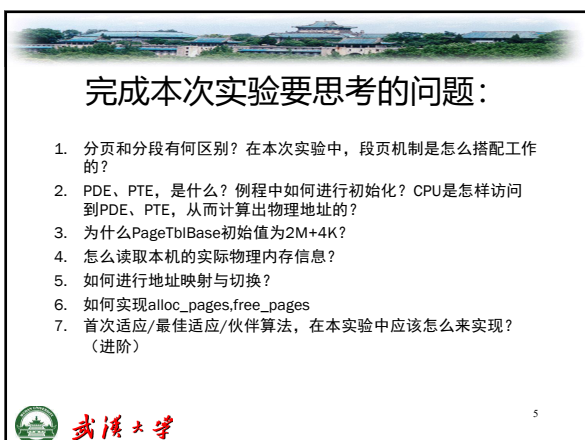 完成本次实验要思考的问题：
1. 分页和分段有何区别？在本次实验中，段页机制是怎么搭配工作
的？
2. PDE、PTE，是什么？例程中如何进行初始化？CPU是怎样访问
到PDE、PTE，从而计算出物理地址的？
3. 为什么PageTblBase初始值为2M+4K？
4. 怎么读取本机的实际物理内存信息？
5. 如何进行地址映射与切换？
6. 如何实现alloc_pages,free_pages
7. 首次适应/最佳适应/伙伴算法，在本实验中应该怎么来实现？
（进阶）
武汉大学
5